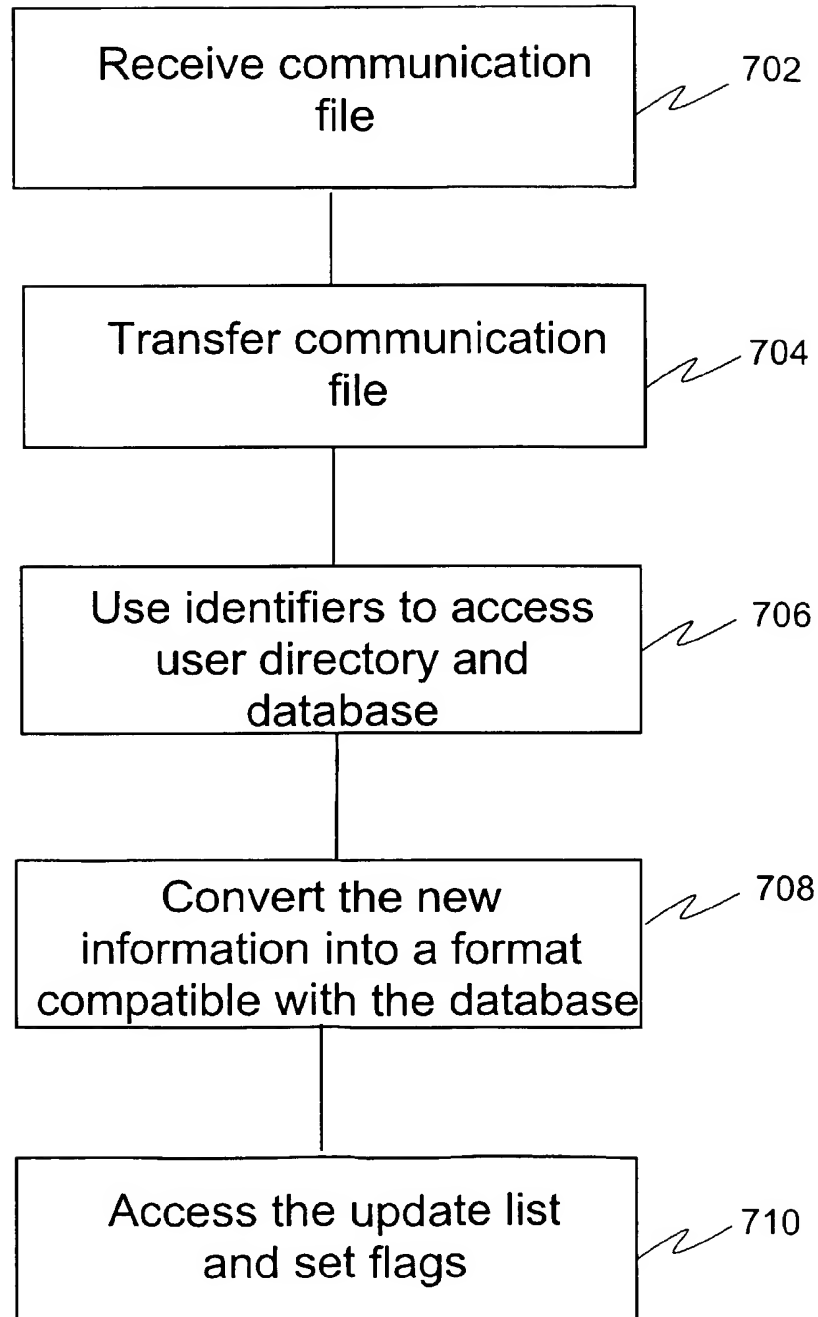 Receive communication
file
702
Transfer communication
file
704
Use identifiers to access
user directory and
database
706
Convert the new
information into a format
compatible with the database
708
Access the update list
and set flags
710